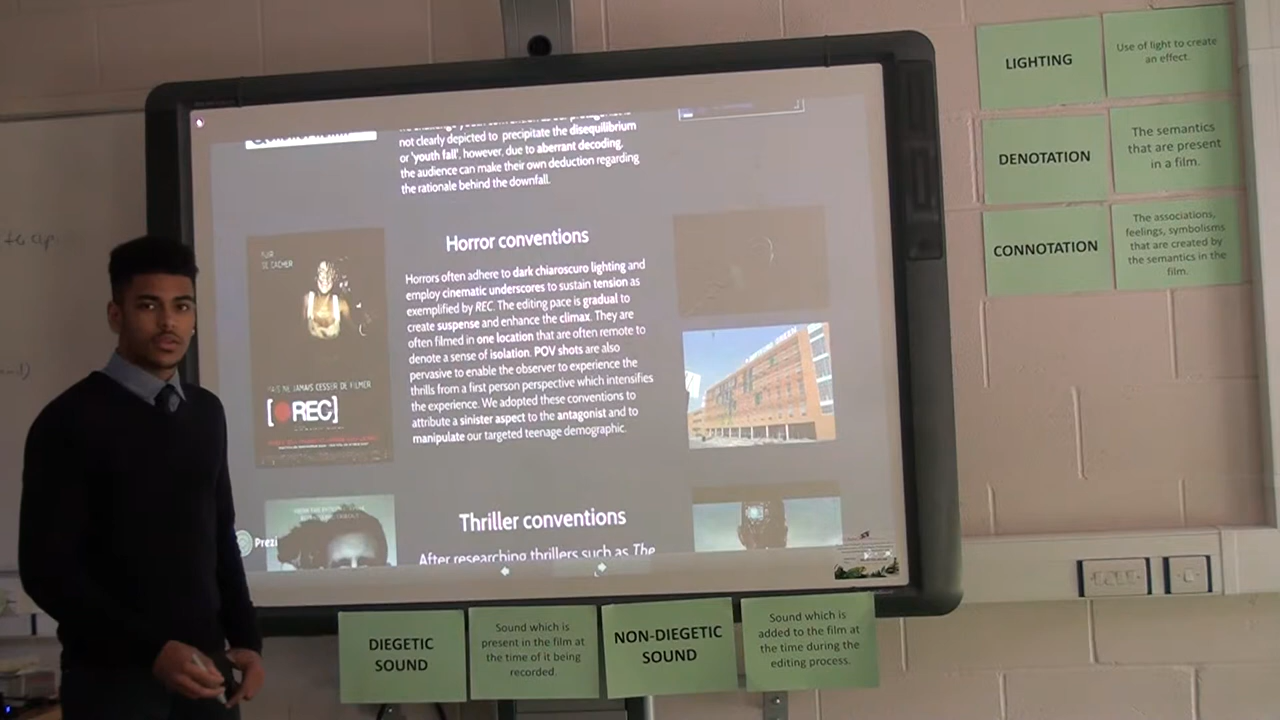 not clearly depicted to precipitate the disequilibrium
or 'youth fall', however, due to aberrant decoding,
the audience can make their own deduction regarding
the rationale behind the downfall.
Horror conventions
Horrors often adhere to dark chiaroscuro lighting and
employ cinematic underscores to sustain tension as
exemplified by REC. The editing pace is gradual to
create suspense and enhance the climax. They are
often filmed in one location that are often remote to
denote a sense of isolation. POV shots are also
pervasive to enable the observer to experience the
thrills from a first person perspective which intensifies
the experience. We adopted these conventions to
attribute a sinister aspect to the antagonist and to
manipulate our targeted teenage demographic.
Thriller conventions
After researching thrillers such as The
DE CACHER
MAIS NE JAMAIS CESSER DE FILMER
[REC]
Prezi
LIGHTING
Use of light to create
an effect.
DENOTATION
The semantics
that are present
in a film.
CONNOTATION
The associations,
feelings, symbolisms
that are created by
the semantics in the
film.
DIEGETIC
SOUND
Sound which is
present in the film at
the time of it being
recorded.
NON-DIEGETIC
SOUND
Sound which is
added to the film at
the time during the
editing process.